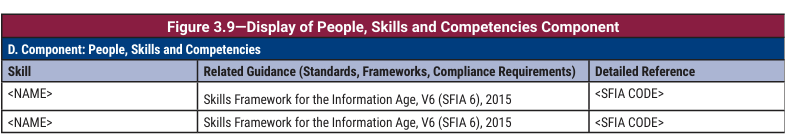 Figure 3.9—Display of People, Skills and Competencies Component
D. Component: People, Skills and Competencies
Skill Related Guidance (Standards, Frameworks, Compliance Requirements) Detailed Reference
<NAME> Skills Framework for the Information Age, V6 (SFIA 6), 2015 <SFIA CODE>
<NAME> Skills Framework for the Information Age, V6 (SFIA 6), 2015 <SFIA CODE>